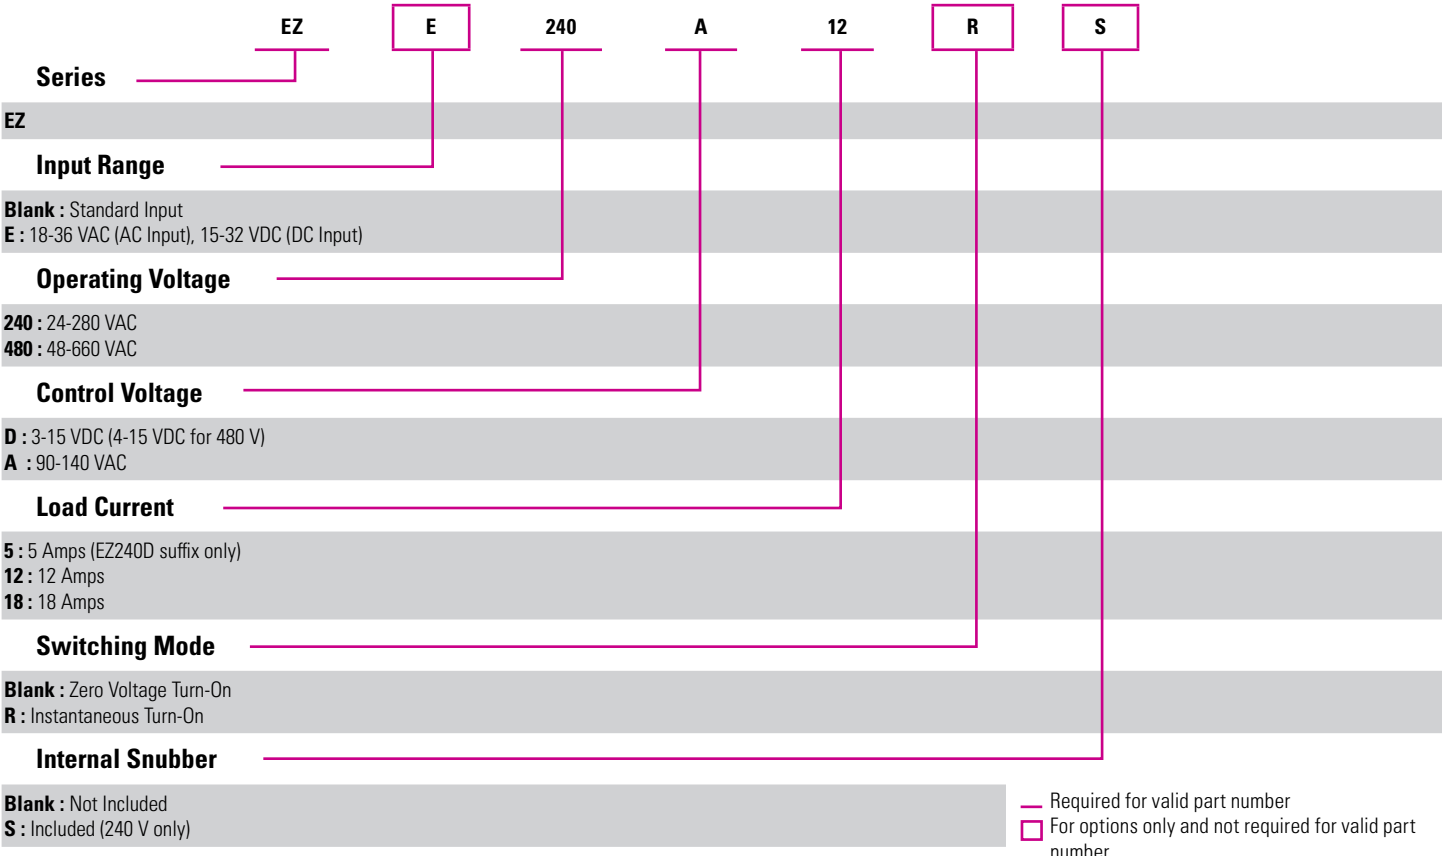 EZ E 240 A 12 R S
Series
EZ
Input Range
Blank : Standard Input
E : 18-36 VAC (AC Input), 15-32 VDC (DC Input)
Operating Voltage
240 : 24-280 VAC
480 : 48-660 VAC
Control Voltage
D : 3-15 VDC (4-15 VDC for 480 V)
A : 90-140 VAC
Load Current
5 : 5 Amps (EZ240D suffix only)
12 : 12 Amps
18 : 18 Amps
Switching Mode
Blank : Zero Voltage Turn-On
R : Instantaneous Turn-On
Internal Snubber
Blank : Not Included
S : Included (240 V only)
Required for valid part number
For options only and not required for valid part
number